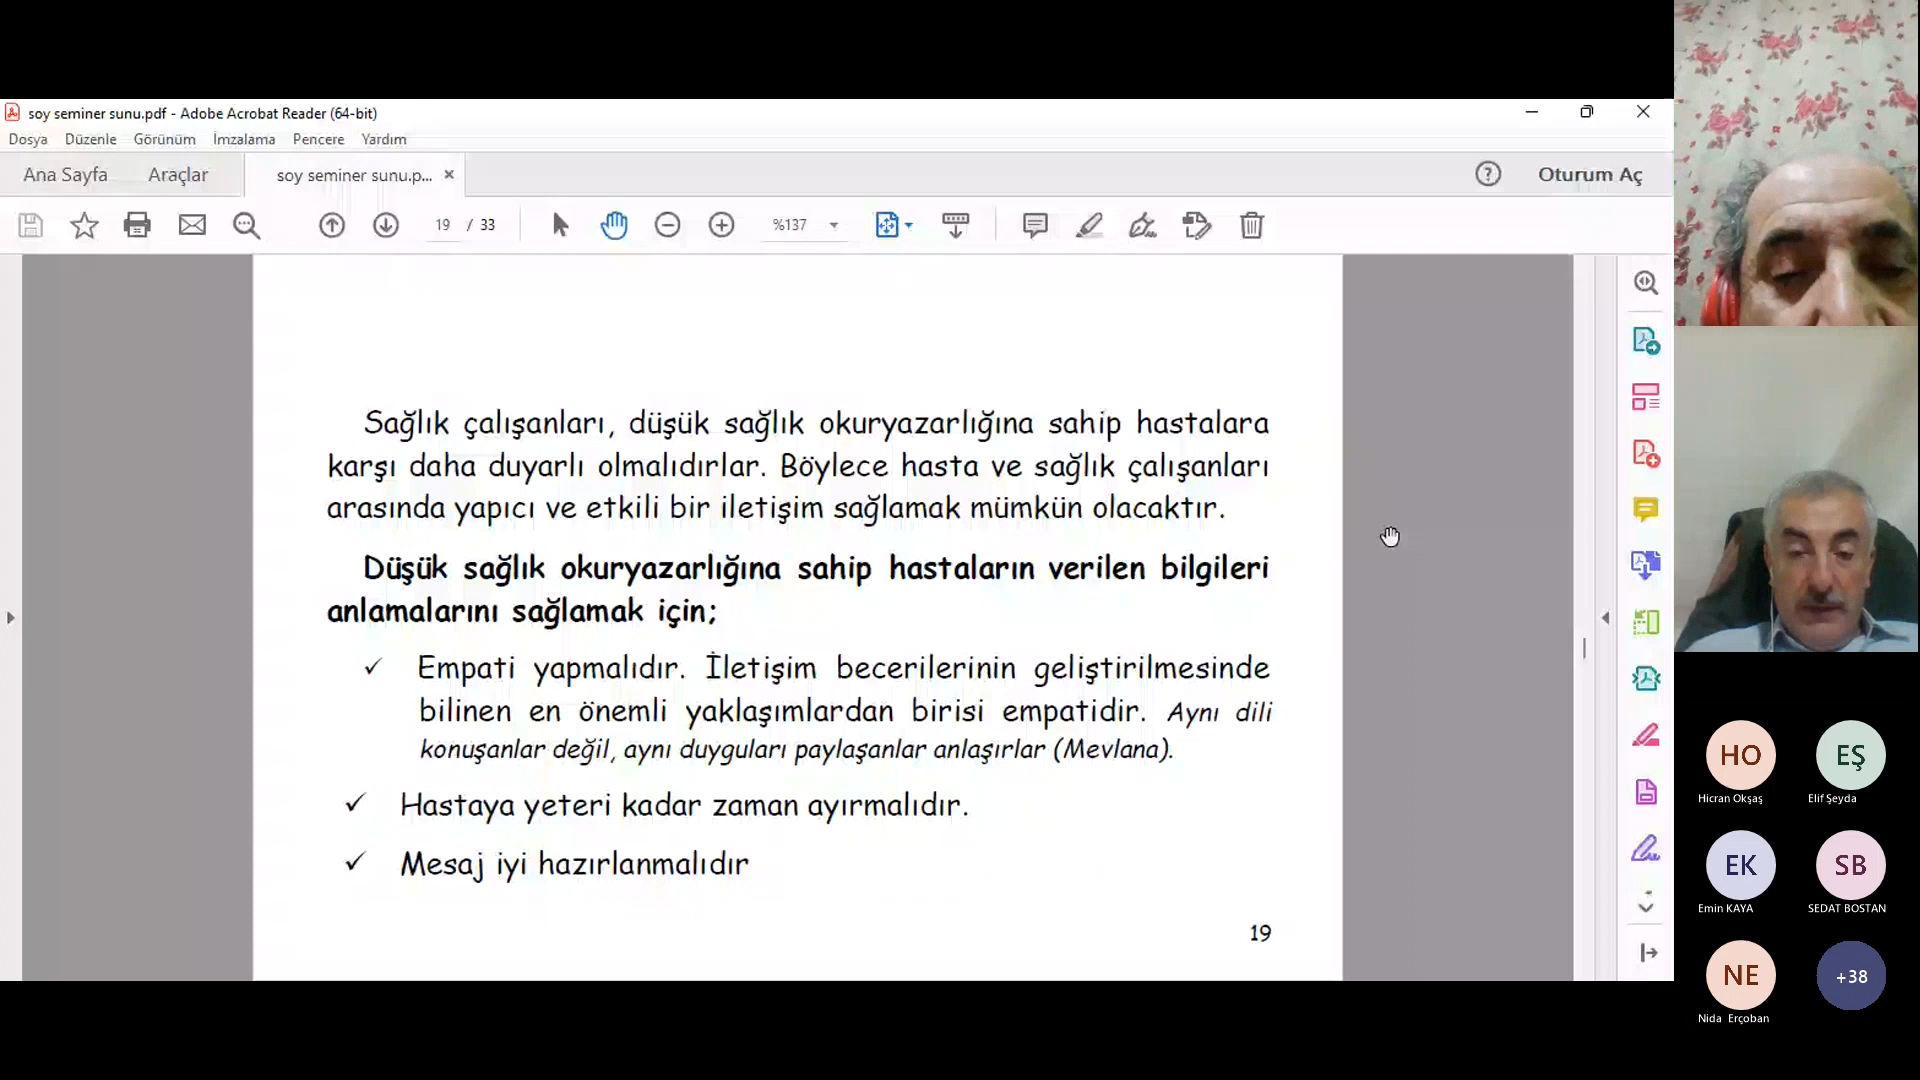 soy seminer sunu.pdf - Adobe Acrobat Reader (64-bit)
Dosya Düzenle Görünüm İmzalama Pencere Yardım
Ana Sayfa Araçlar soy seminer sunu.p... Oturum Aç
19 / 33 %137
Sağlık çalışanları, düşük sağlık okuryazarlığına sahip hastalara
karşı daha duyarlı olmalıdırlar. Böylece hasta ve sağlık çalışanları
arasında yapıcı ve etkili bir iletişim sağlamak mümkün olacaktır.
Düşük sağlık okuryazarlığına sahip hastaların verilen bilgileri
anlamalarını sağlamak için;
✓ Empati yapmalıdır. İletişim becerilerinin geliştirilmesinde
bilinen en önemli yaklaşımlardan birisi empatidir. Aynı dili
konuşanlar değil, aynı duyguları paylaşanlar anlaşırlar (Mevlana).
✓ Hastaya yeteri kadar zaman ayırmalıdır.
✓ Mesaj iyi hazırlanmalıdır
19
HO EŞ
Hicran Okşaş Elif Şeyda
EK SB
Emin KAYA SEDAT BOSTAN
NE +38
Nida Erçoban